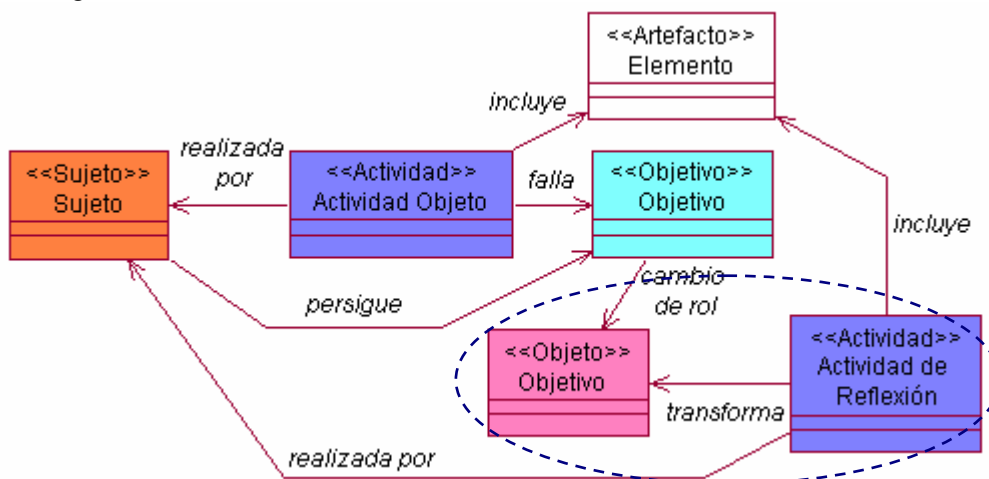 <<Artefacto>>
Elemento
incluye
realizada
por
<<Sujeto>>
Sujeto
<<Actividad>>
Actividad Objeto
falla
<<Objetivo>>
Objetivo
incluye
persigue
cambio
de rol
<<Objeto>>
Objetivo
<<Actividad>>
Actividad de
Reflexión
transforma
realizada por